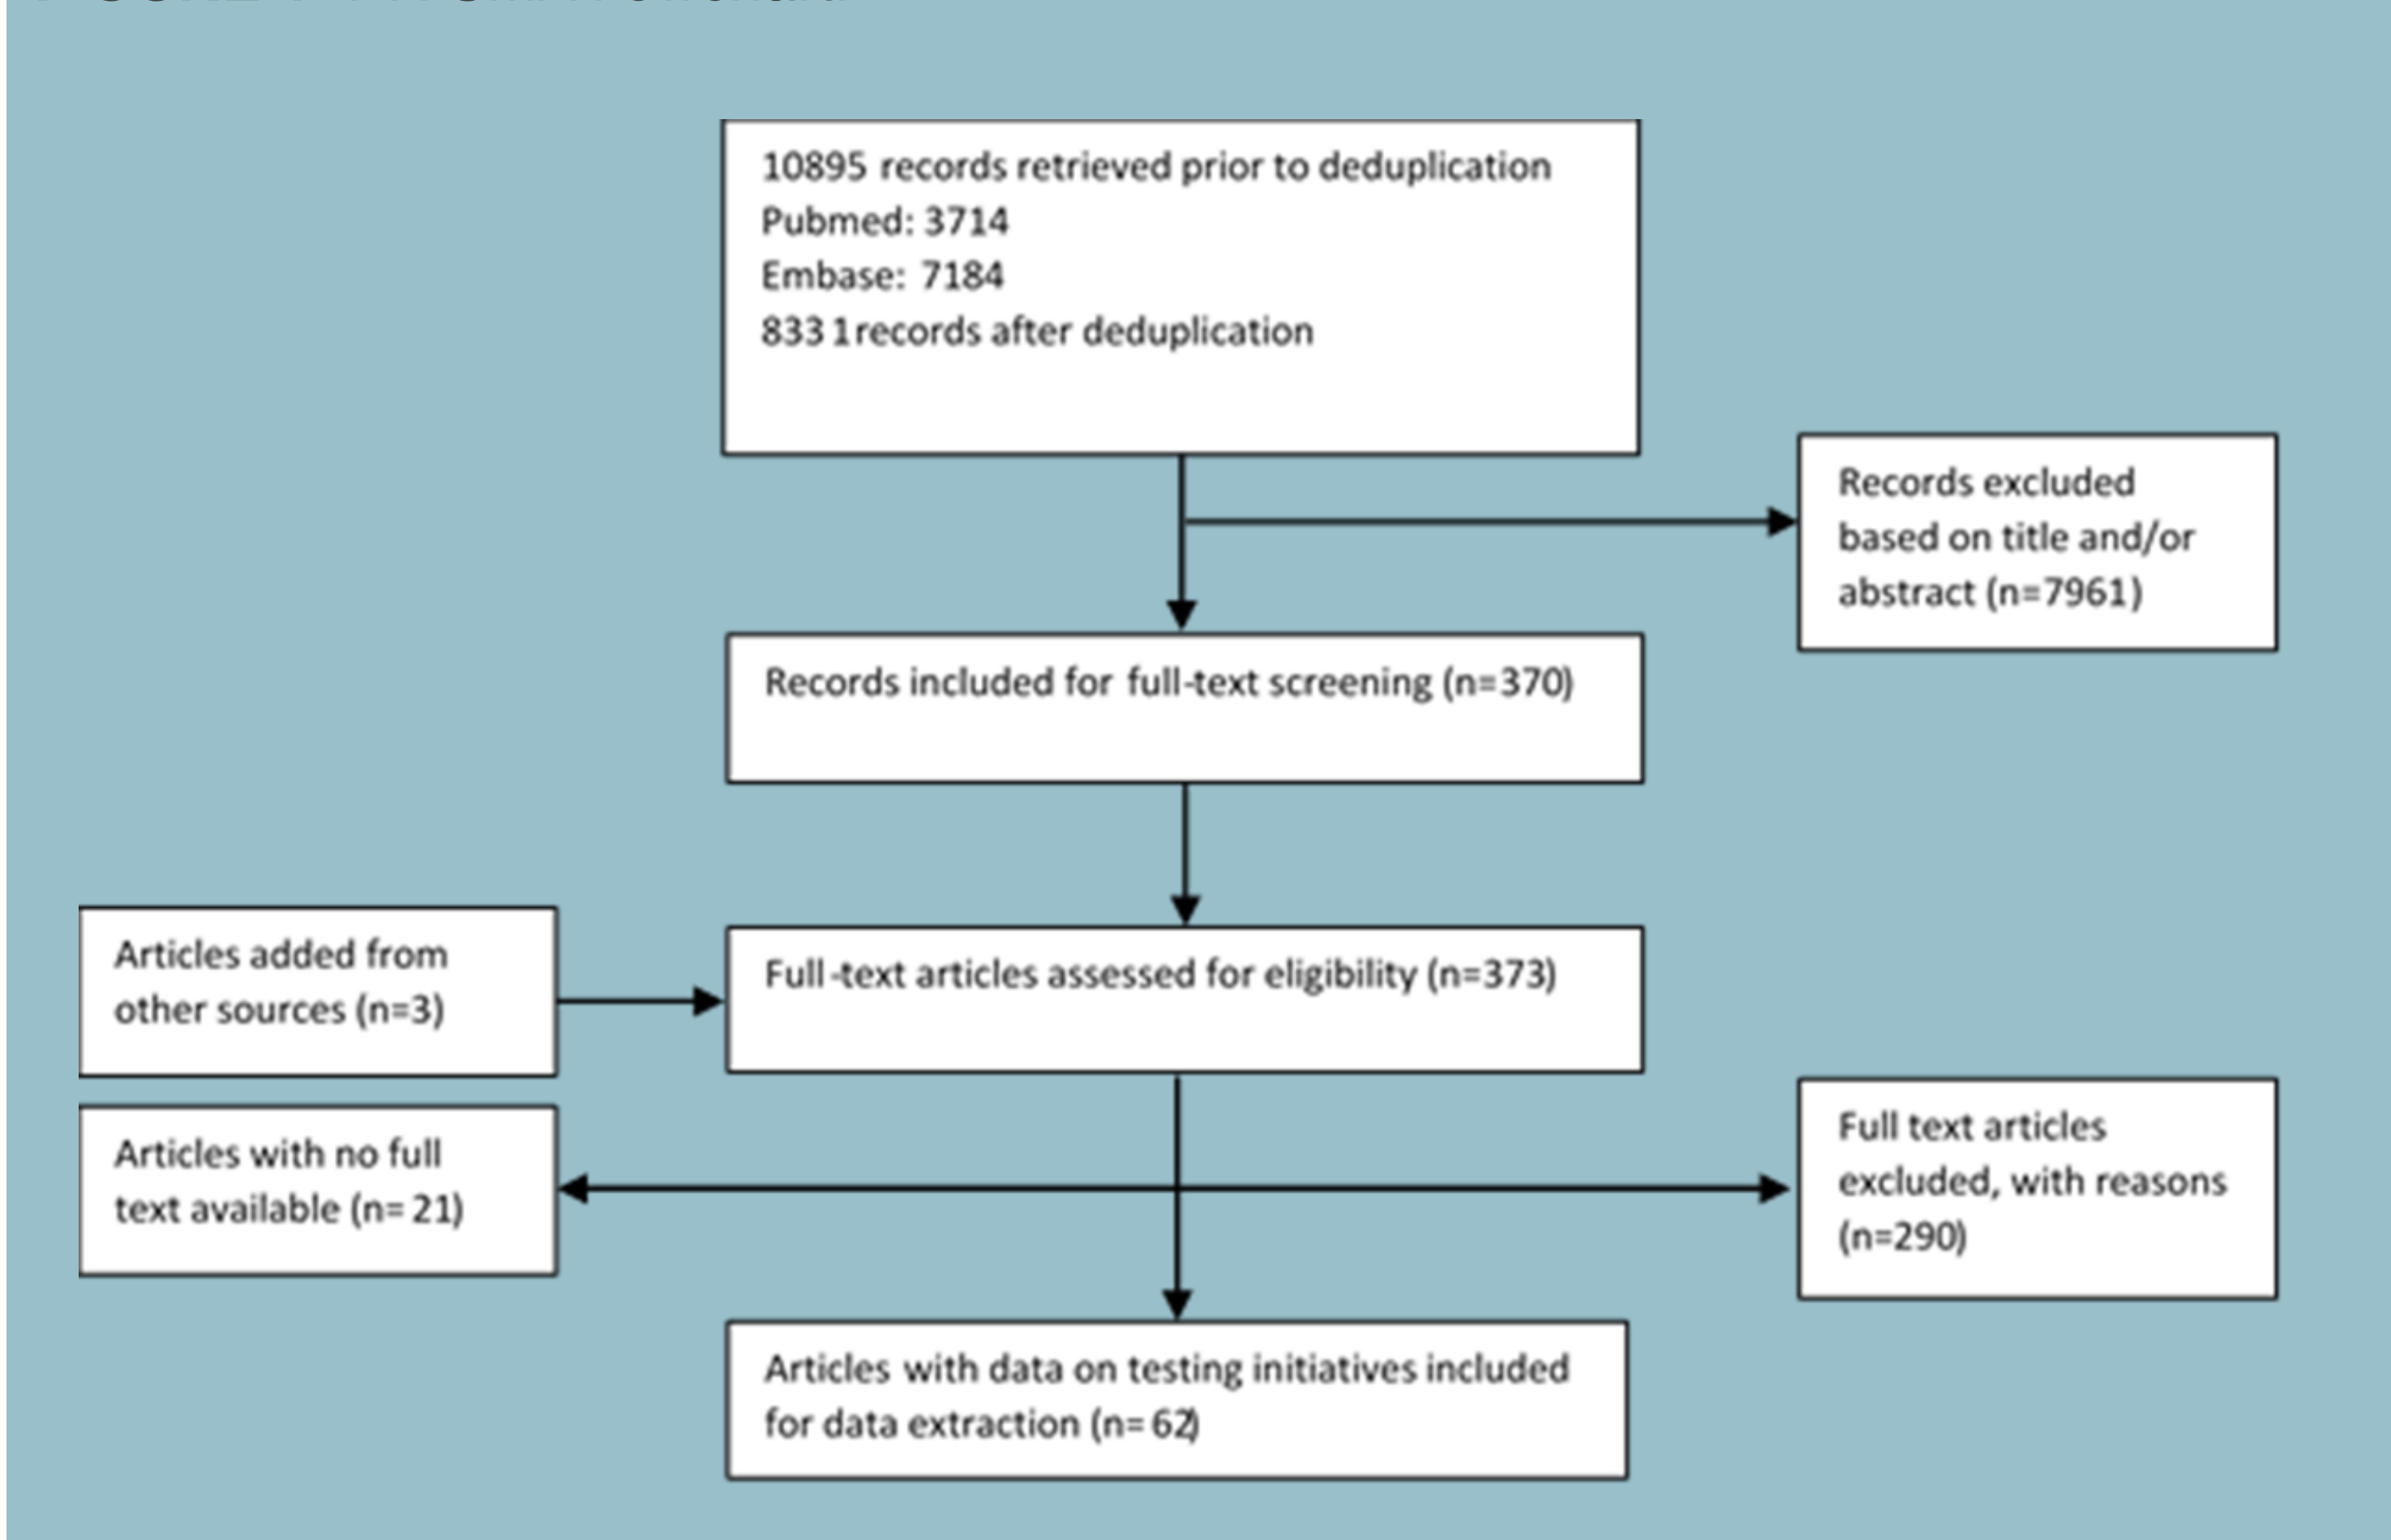 10895 records retrieved prior to deduplication
Pubmed: 3714
Embase: 7184
8331records after deduplication
Records excluded
based on title and/or
abstract (n=7961)
Records included for full-text screening (n=370)
Articles added from
other sources (n=3)
Full-text articles assessed for eligibility (n=373)
Articles with no full
text available (n= 21)
Full text articles
excluded, with reasons
(n=290)
Articles with data on testing initiatives included
for data extraction (n= 62)